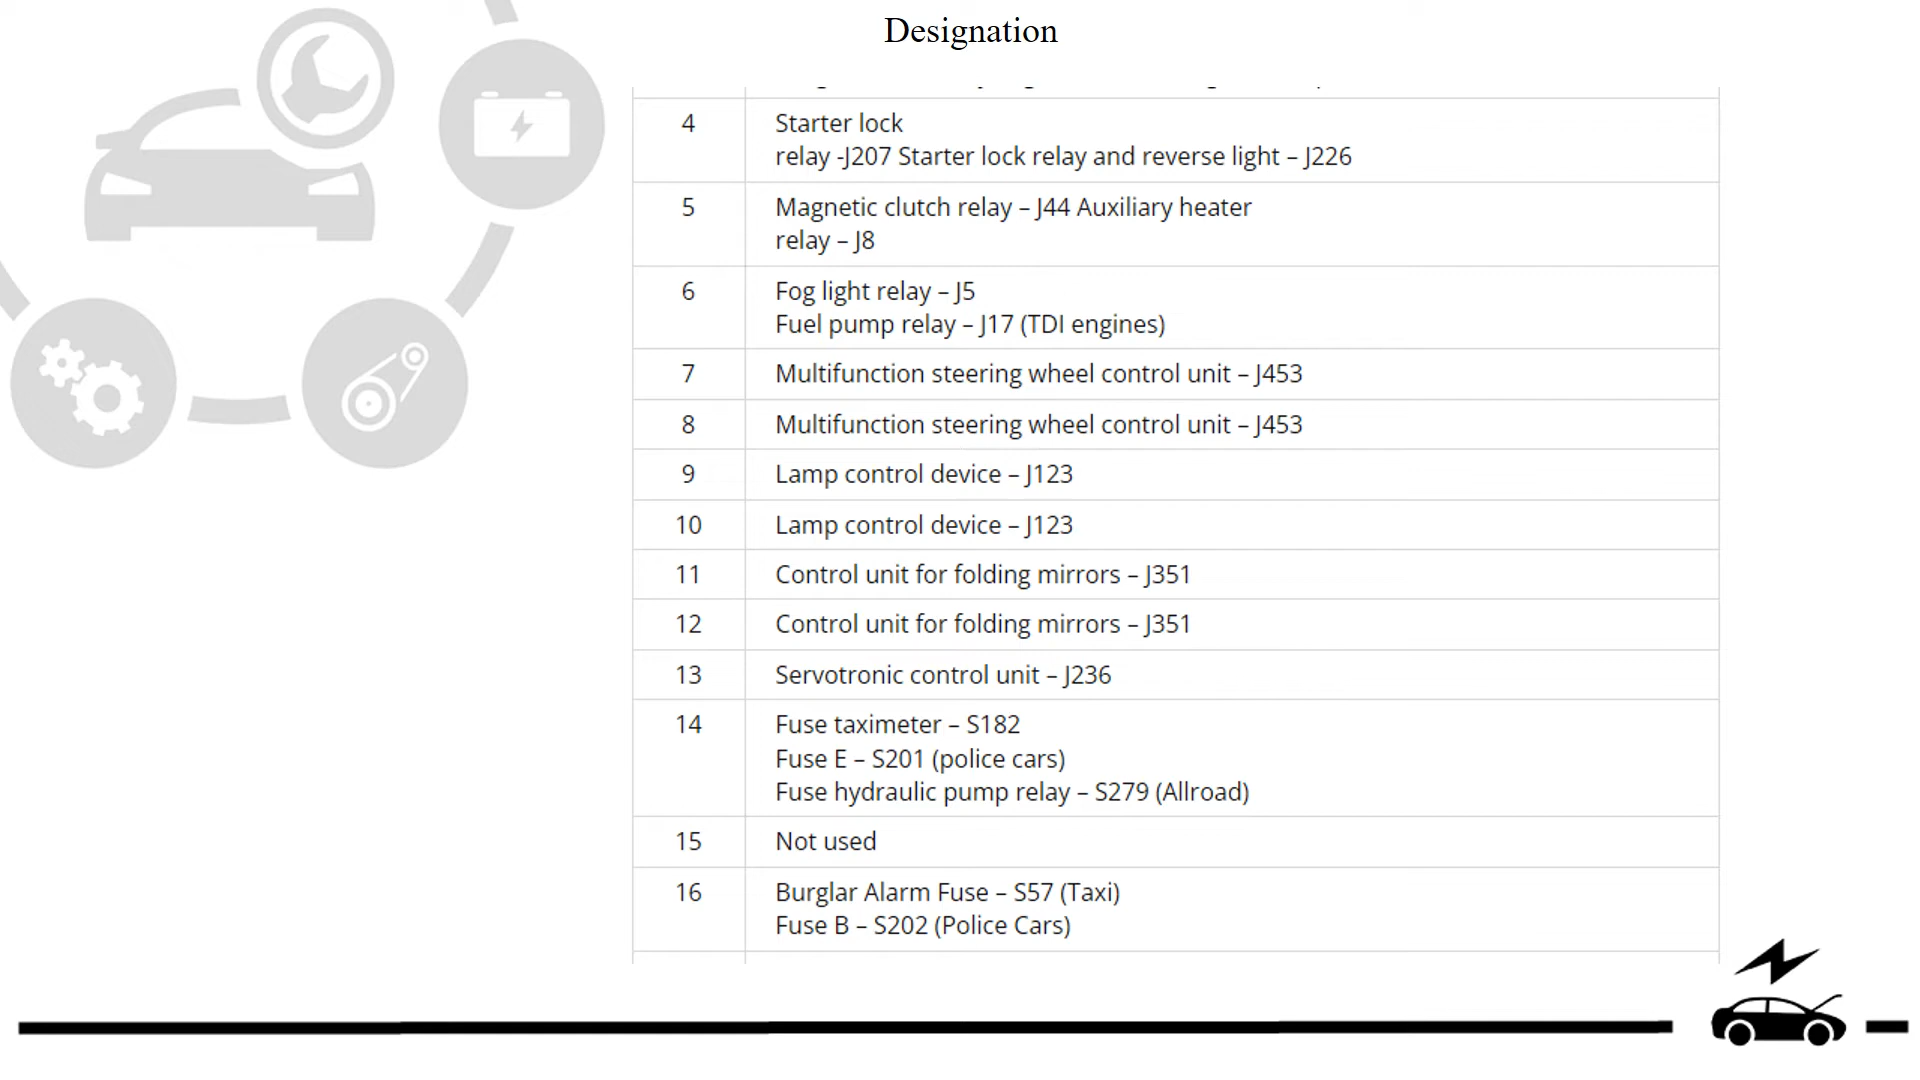 Designation
4 Starter lock
relay -J207 Starter lock relay and reverse light – J226
5 Magnetic clutch relay – J44 Auxiliary heater
relay – J8
6 Fog light relay – J5
Fuel pump relay – J17 (TDI engines)
7 Multifunction steering wheel control unit – J453
8 Multifunction steering wheel control unit – J453
9 Lamp control device – J123
10 Lamp control device – J123
11 Control unit for folding mirrors – J351
12 Control unit for folding mirrors – J351
13 Servotronic control unit – J236
14 Fuse taximeter – S182
Fuse E – S201 (police cars)
Fuse hydraulic pump relay – S279 (Allroad)
15 Not used
16 Burglar Alarm Fuse – S57 (Taxi)
Fuse B – S202 (Police Cars)